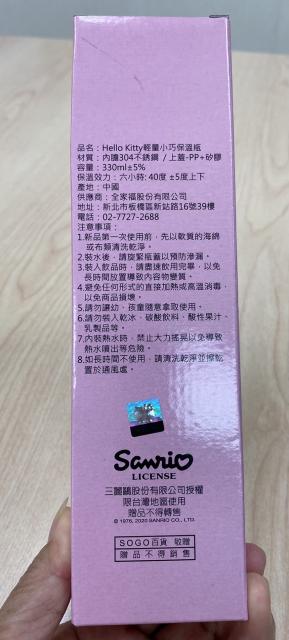 品名：Hello Kitty輕量小巧保溫瓶
材質：內膽304不銹鋼 / 上蓋-PP+矽膠
容量：330ml±5%
保溫效力：六小時: 40度 ±5度上下
產地：中國
供應商：全家福股份有限公司
地址：新北市板橋區新站路16號39樓
電話：02-7727-2688
注意事項：
1.新品第一次使用前，先以軟質的海綿
或布類清洗乾淨。
2.裝水後，請旋緊瓶蓋以預防滲漏。
3.裝入飲品時，請盡速飲用完畢，以免
長時間放置導致內容物變質。
4.避免任何形式的直接加熱或高溫消毒，
以免商品損壞。
5.請勿讓幼、孩童隨意拿取使用。
6.請勿裝入乾冰、碳酸飲料、酸性果汁、
乳製品等。
7.內裝熱水時，禁止大力搖晃以免導致
熱水噴出等危險。
8.如長時間不使用，請清洗乾淨並擦乾
置於通風處。
Sanrio
LICENSE
三麗鷗股份有限公司授權
限台灣地區使用
贈品不得轉售
© 1976, 2020 SANRIO CO., LTD.
SOGO百貨 敬贈
贈品不得銷售